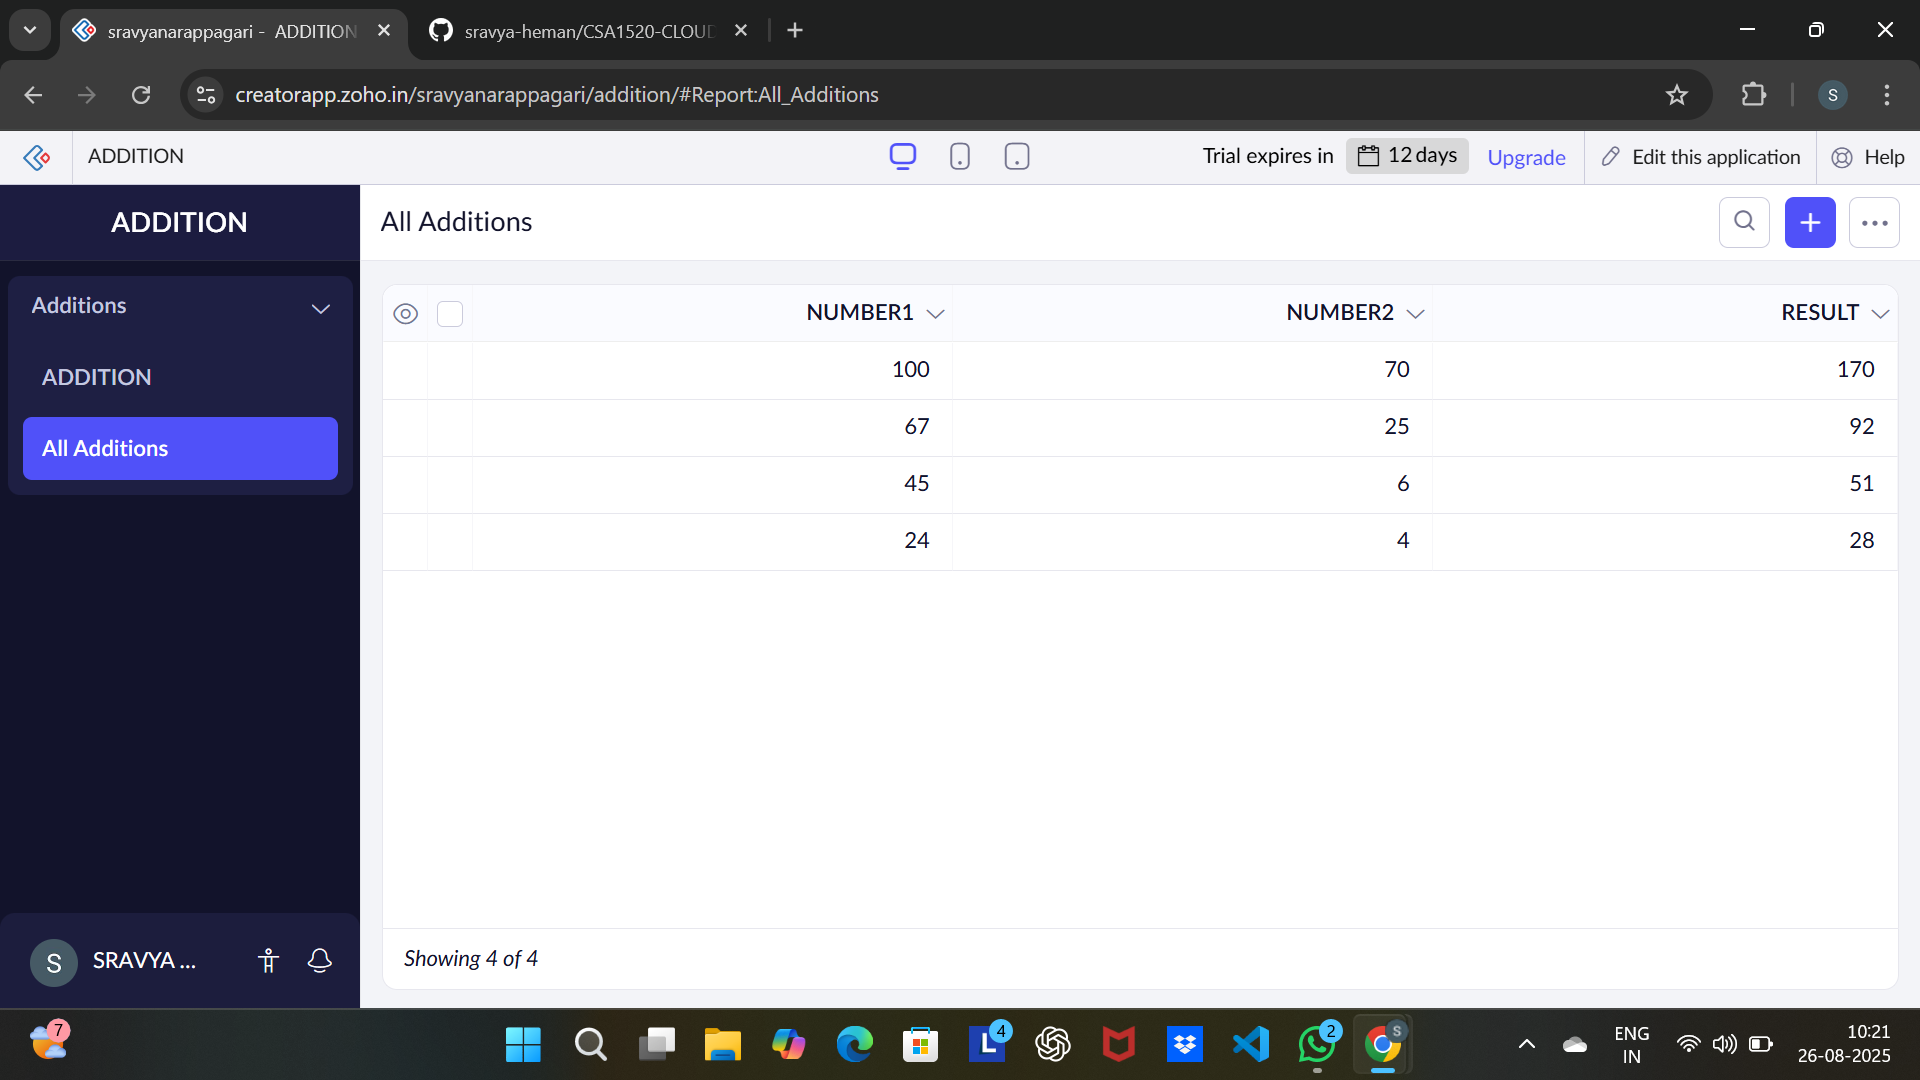 sravyanarappagari - ADDITION
sravya-heman/CSA1520-CLOUD
creatorapp.zoho.in/sravyanarappagari/addition/#Report:All_Additions
S
ADDITION
Trial expires in 12 days Upgrade Edit this application Help
ADDITION
All Additions
Additions
ADDITION
All Additions
NUMBER1 NUMBER2 RESULT
100 70 170
67 25 92
45 6 51
24 4 28
Showing 4 of 4
S SRAVYA ...
7
L 4
2
S
ENG
IN
10:21
26-08-2025